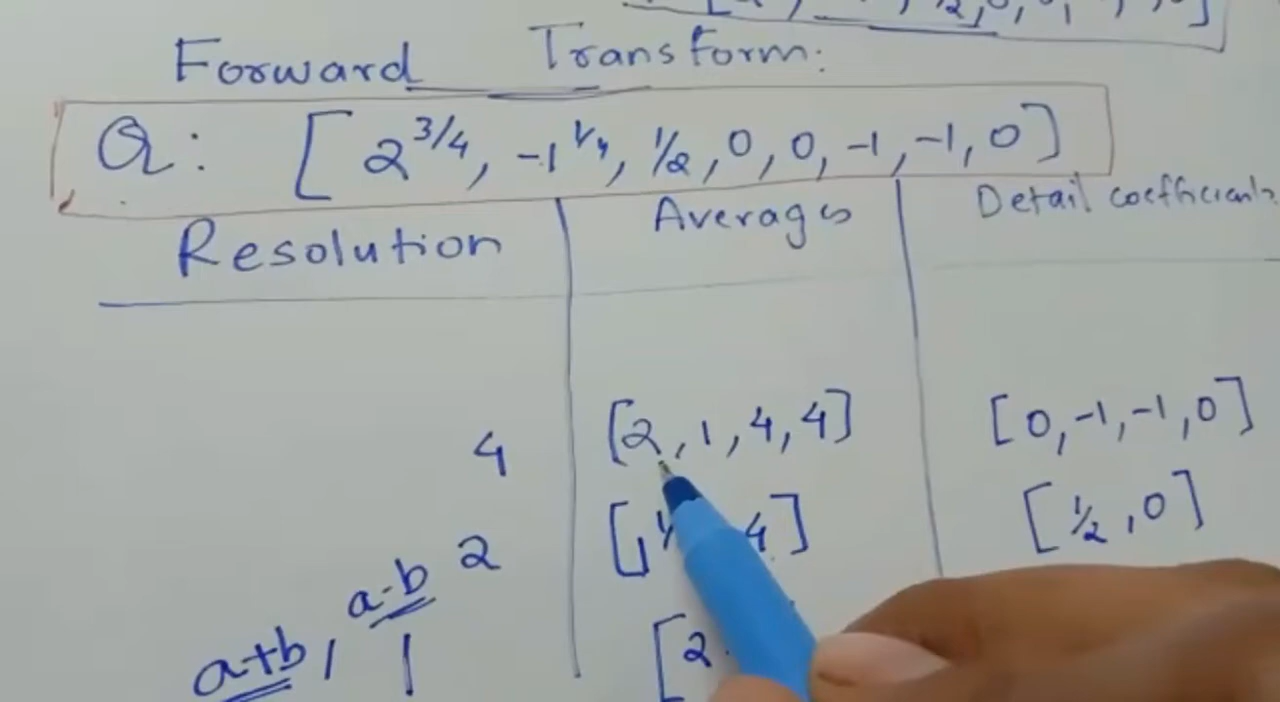 Forward Transform:
Q: [2 3/4, -1 1/4, 1/2, 0, 0, -1, -1, 0]
Resolution Averages Detail coefficients
4 [2, 1, 4, 4] [0, -1, -1, 0]
2 [1 4] [1/2, 0]
a+b, a-b
1 [2